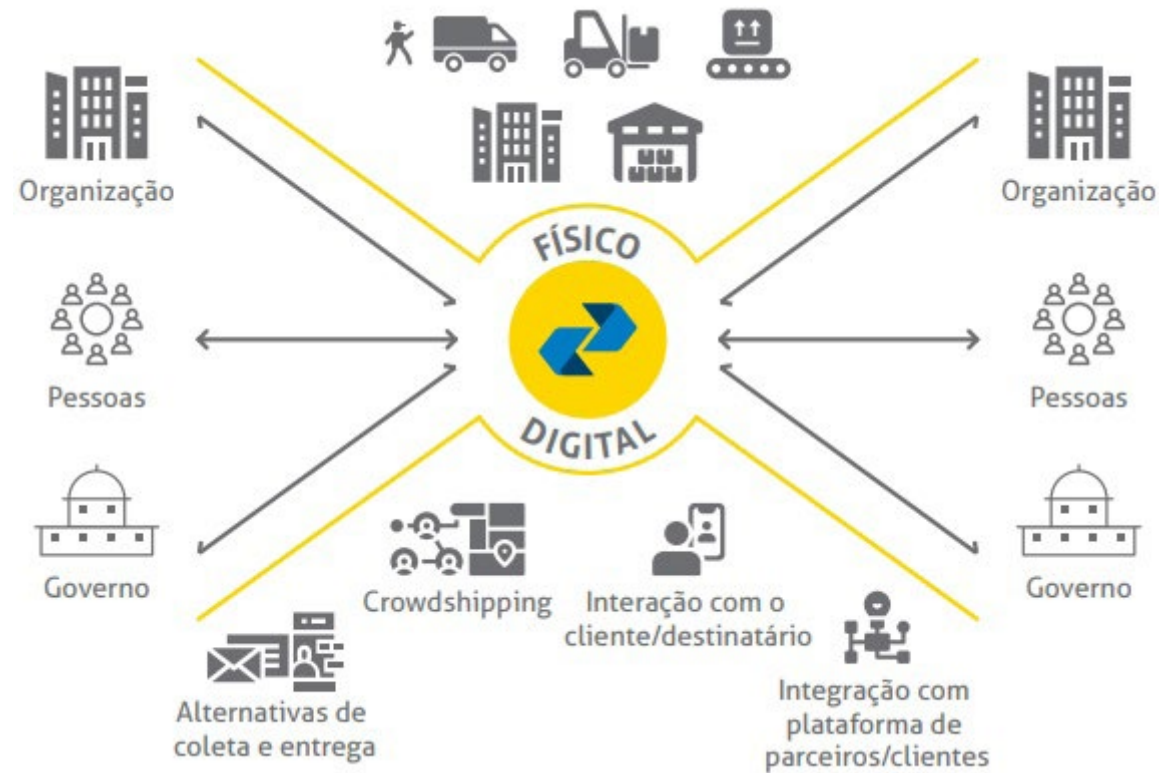 Organização
Organização
FÍSICO
DIGITAL
Pessoas
Pessoas
Governo
Governo
Crowdshipping
Interação com o
cliente/destinatário
Alternativas de
coleta e entrega
Integração com
plataforma de
parceiros/clientes